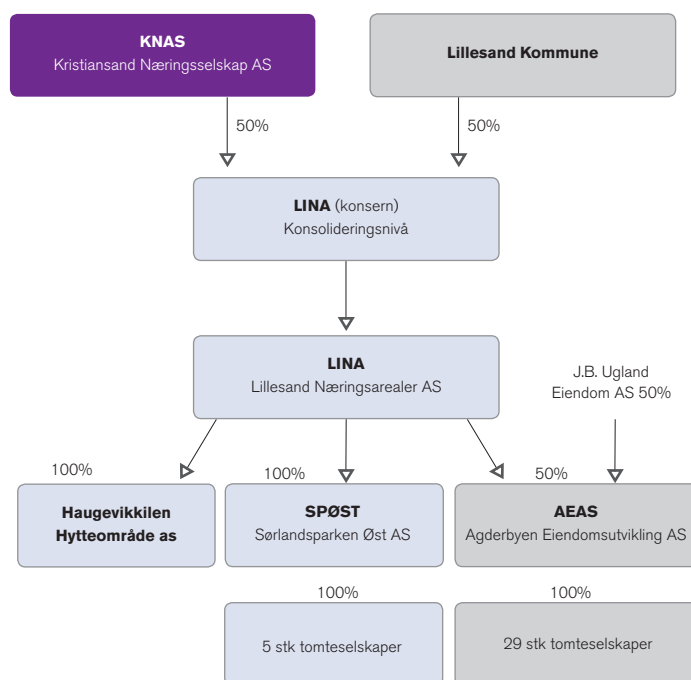 KNAS
Kristiansand Næringsselskap AS
Lillesand Kommune
50%
50%
LINA (konsern)
Konsolideringsnivå
LINA
Lillesand Næringsarealer AS
J.B. Ugland
Eiendom AS 50%
100%
100%
50%
Haugevikkilen
Hytteområde as
SPØST
Sørlandsparken Øst AS
AEAS
Agderbyen Eiendomsutvikling AS
100%
100%
5 stk tomteselskaper
29 stk tomteselskaper